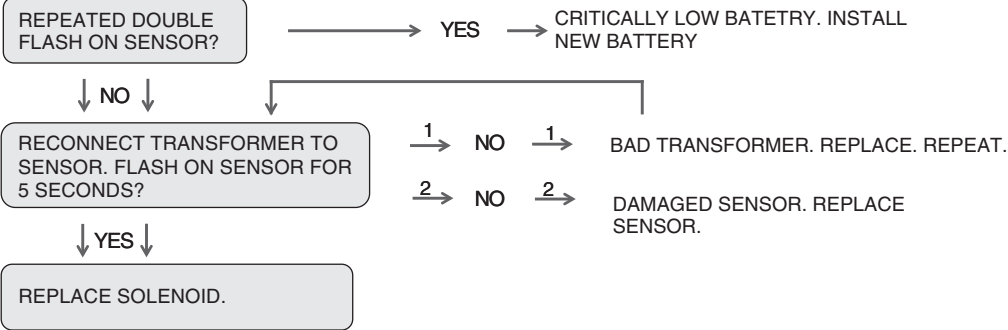 REPEATED DOUBLE
FLASH ON SENSOR?
YES
CRITICALLY LOW BATETRY. INSTALL
NEW BATTERY
NO
RECONNECT TRANSFORMER TO
SENSOR. FLASH ON SENSOR FOR
5 SECONDS?
1 NO 1
BAD TRANSFORMER. REPLACE. REPEAT.
2 NO 2
DAMAGED SENSOR. REPLACE
SENSOR.
YES
REPLACE SOLENOID.